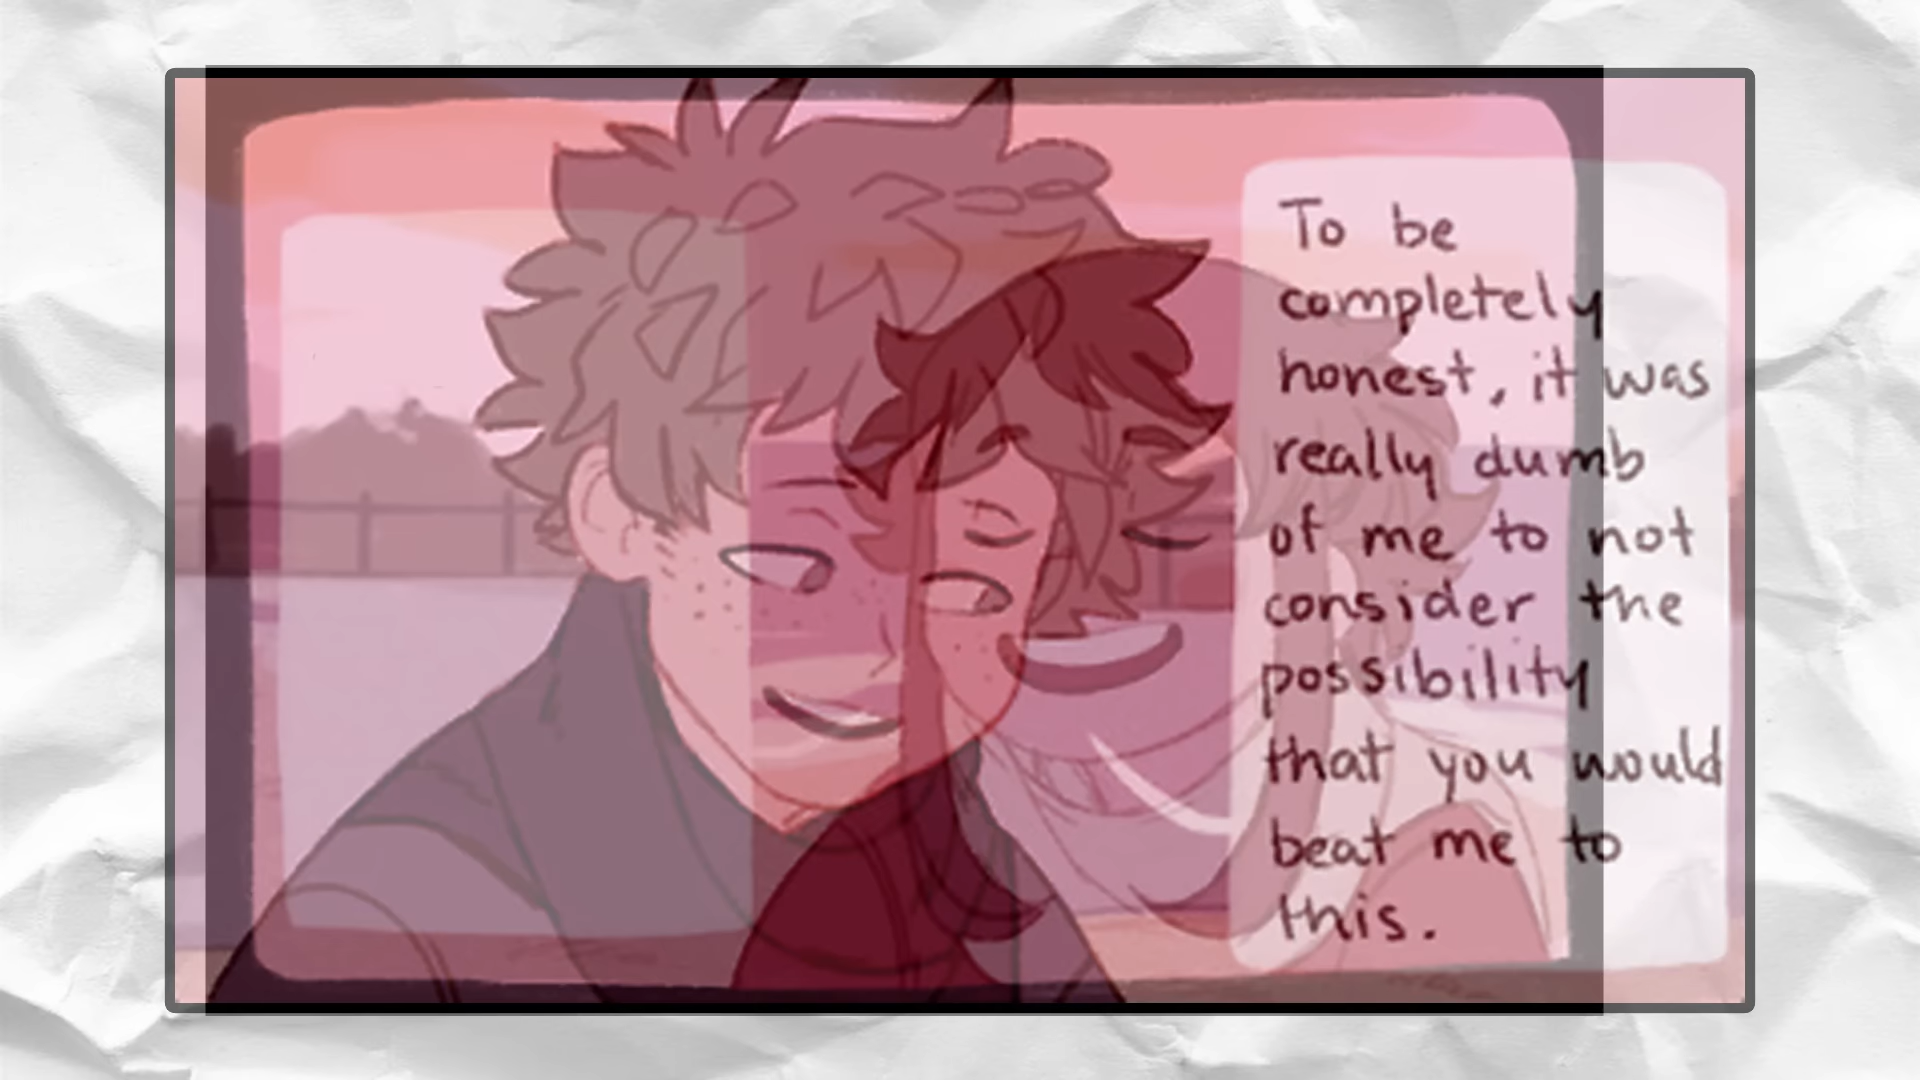 To be
completely
honest, it was
really dumb
of me to not
consider the
possibility
that you would
beat me to
this.